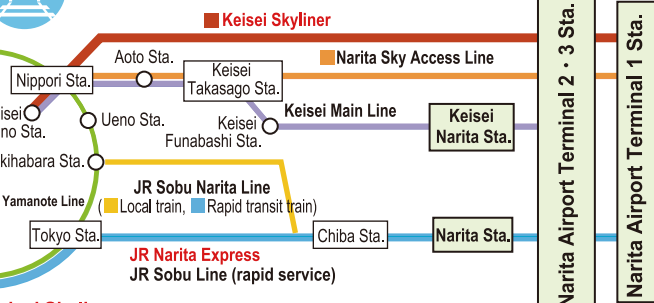 Keisei Skyliner
Aoto Sta.
Narita Sky Access Line
Nippori Sta.
Keisei
Takasago Sta.
Keisei Main Line
Ueno Sta.
Keisei
Funabashi Sta.
Keisei
Narita Sta.
JR Sobu Narita Line
(Local train, Rapid transit train)
Yamanote Line
Tokyo Sta.
Chiba Sta.
Narita Sta.
JR Narita Express
JR Sobu Line (rapid service)
Narita Airport Terminal 2・3 Sta.
Narita Airport Terminal 1 Sta.